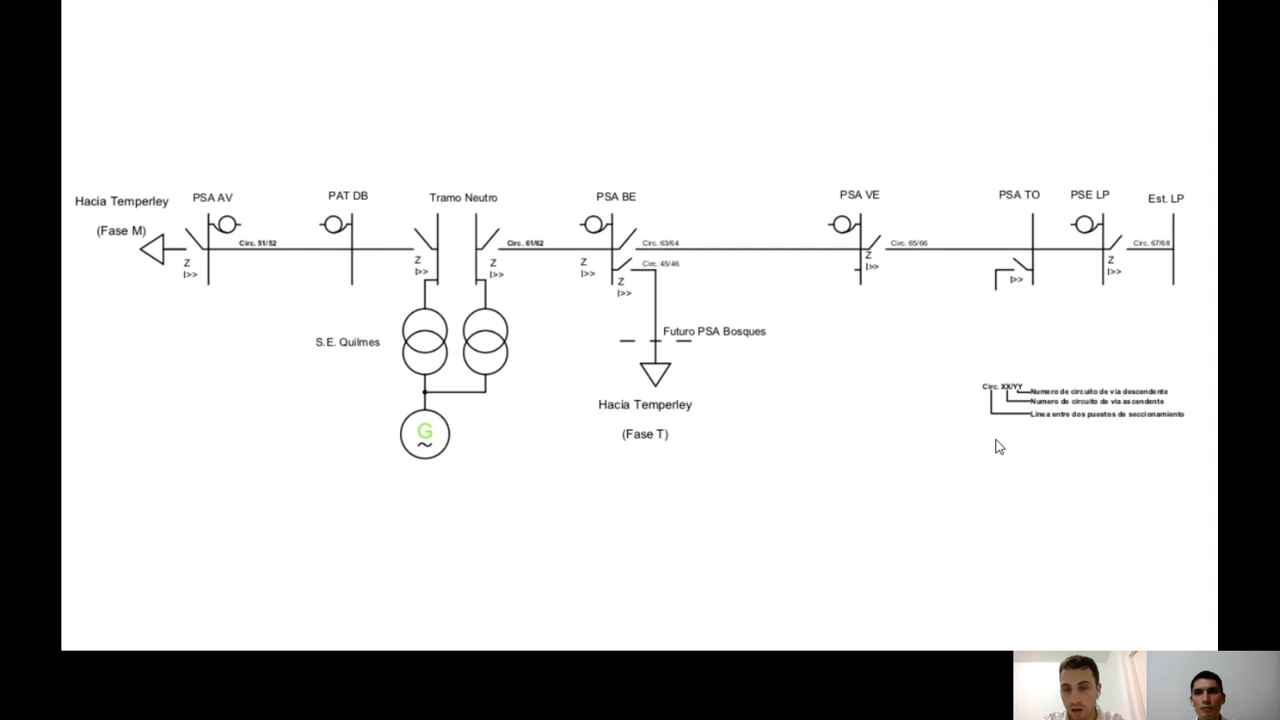 Hacia Temperley
(Fase M)
PSA AV
PAT DB
Tramo Neutro
PSA BE
PSA VE
PSA TO
PSE LP
Est. LP
Circ. 51/52
Circ. 61/62
Circ. 63/64
Circ. 65/66
Circ. 67/68
Circ. 45/46
Z
I>>
Z
I>>
Z
I>>
Z
I>>
Z
I>>
Z
I>>
I>>
Z
I>>
S.E. Quilmes
Futuro PSA Bosques
Hacia Temperley
(Fase T)
G
~
Circ. XX/YY
Numero de circuito de via descendente
Numero de circuito de via ascendente
Linea entre dos puestos de seccionamiento